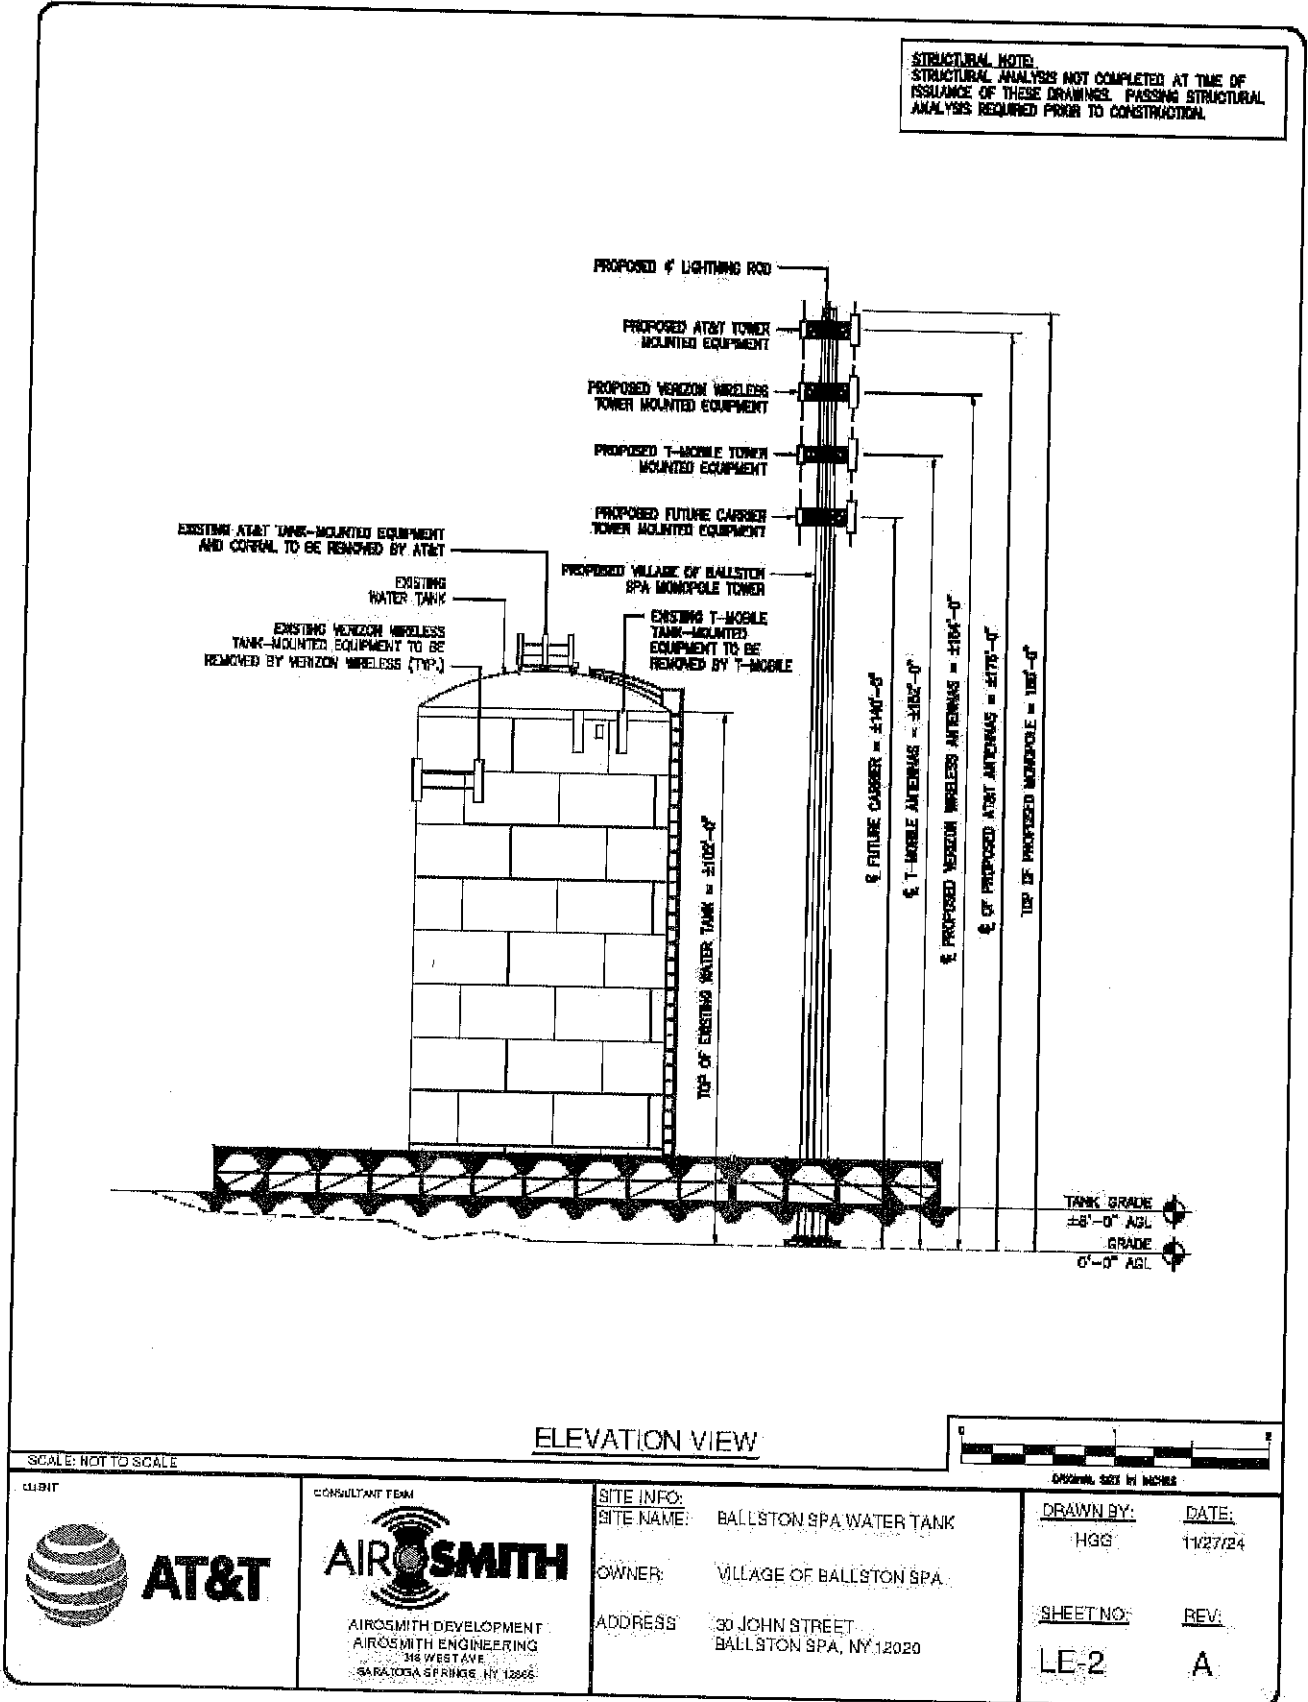 STRUCTURAL NOTE:
STRUCTURAL ANALYSIS NOT COMPLETED AT TIME OF
ISSUANCE OF THESE DRAWINGS. PASSING STRUCTURAL
ANALYSIS REQUIRED PRIOR TO CONSTRUCTION.
PROPOSED 4' LIGHTNING ROD
PROPOSED AT&T TOWER
MOUNTED EQUIPMENT
PROPOSED VERIZON WIRELESS
TOWER MOUNTED EQUIPMENT
PROPOSED T-MOBILE TOWER
MOUNTED EQUIPMENT
PROPOSED FUTURE CARRIER
TOWER MOUNTED EQUIPMENT
EXISTING AT&T TANK-MOUNTED EQUIPMENT
AND CORRAL TO BE REMOVED BY AT&T
PROPOSED VILLAGE OF BALLSTON
SPA MONOPOLE TOWER
EXISTING
WATER TANK
EXISTING VERIZON WIRELESS
TANK-MOUNTED EQUIPMENT TO BE
REMOVED BY VERIZON WIRELESS (TYP.)
EXISTING T-MOBILE
TANK-MOUNTED
EQUIPMENT TO BE
REMOVED BY T-MOBILE
TOP OF EXISTING WATER TANK = ±102'-0"
℄ FUTURE CARRIER = ±140'-0"
℄ T-MOBILE ANTENNAS = ±152'-0"
℄ PROPOSED VERIZON WIRELESS ANTENNAS = ±164'-0"
℄ OF PROPOSED AT&T ANTENNAS = ±176'-0"
TOP OF PROPOSED MONOPOLE = 180'-0"
TANK GRADE
±8'-0" AGL
GRADE
0'-0" AGL
ELEVATION VIEW
SCALE: NOT TO SCALE
ORIGINAL SIZE IN INCHES
CLIENT
AT&T
CONSULTANT TEAM
AIROSMITH
AIROSMITH DEVELOPMENT
AIROSMITH ENGINEERING
318 WEST AVE
SARATOGA SPRINGS, NY 12866
SITE INFO:
SITE NAME: BALLSTON SPA WATER TANK
OWNER: VILLAGE OF BALLSTON SPA
ADDRESS 30 JOHN STREET
BALLSTON SPA, NY 12020
DRAWN BY:
HGG
DATE:
11/27/24
SHEET NO:
LE-2
REV:
A